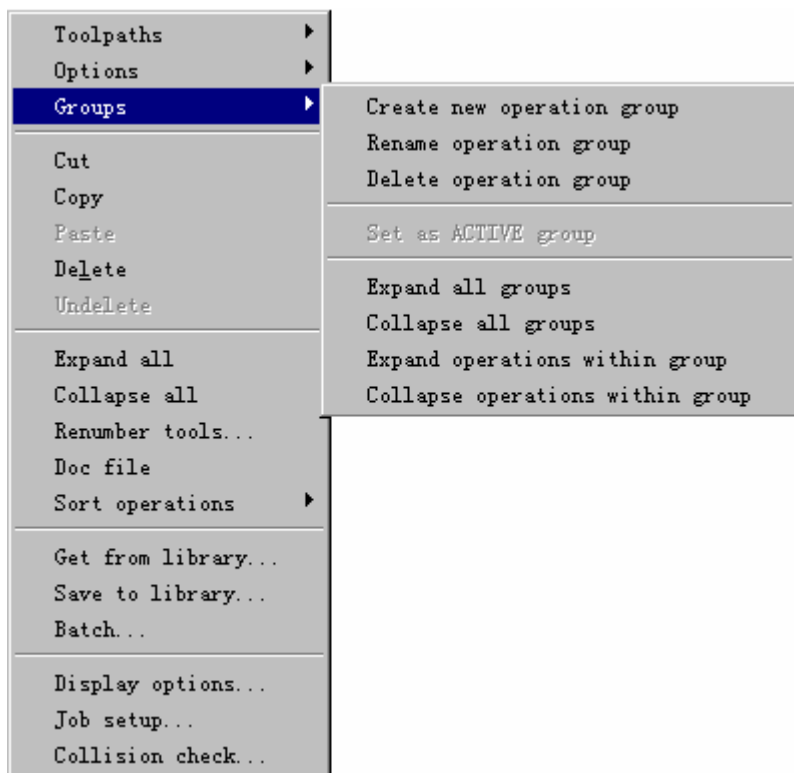 Toolpaths
Options
Groups
Cut
Copy
Paste
Delete
Undelete
Expand all
Collapse all
Renumber tools...
Doc file
Sort operations
Get from library...
Save to library...
Batch...
Display options...
Job setup...
Collision check...
Create new operation group
Rename operation group
Delete operation group
Set as ACTIVE group
Expand all groups
Collapse all groups
Expand operations within group
Collapse operations within group